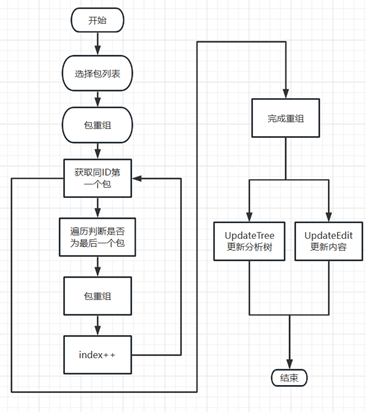 开始
选择包列表
包重组
获取同ID第
一个包
遍历判断是否
为最后一个包
包重组
index++
完成重组
UpdateTree
更新分析树
UpdateEdit
更新内容
结束